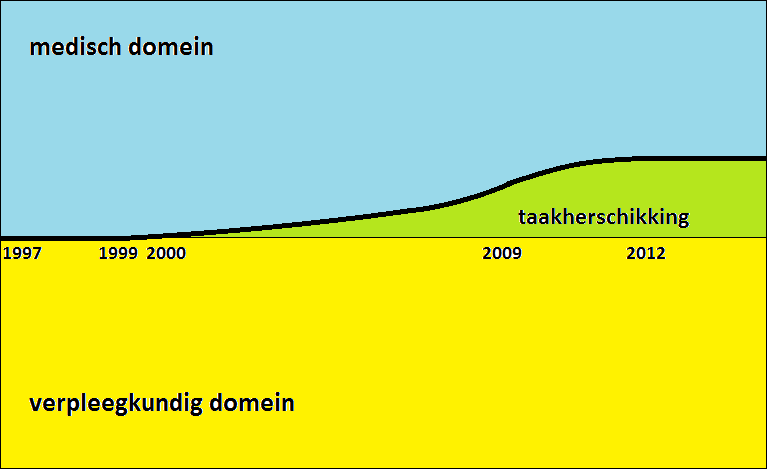 medisch domein
taakherschikking
1997 1999 2000 2009 2012
verpleegkundig domein